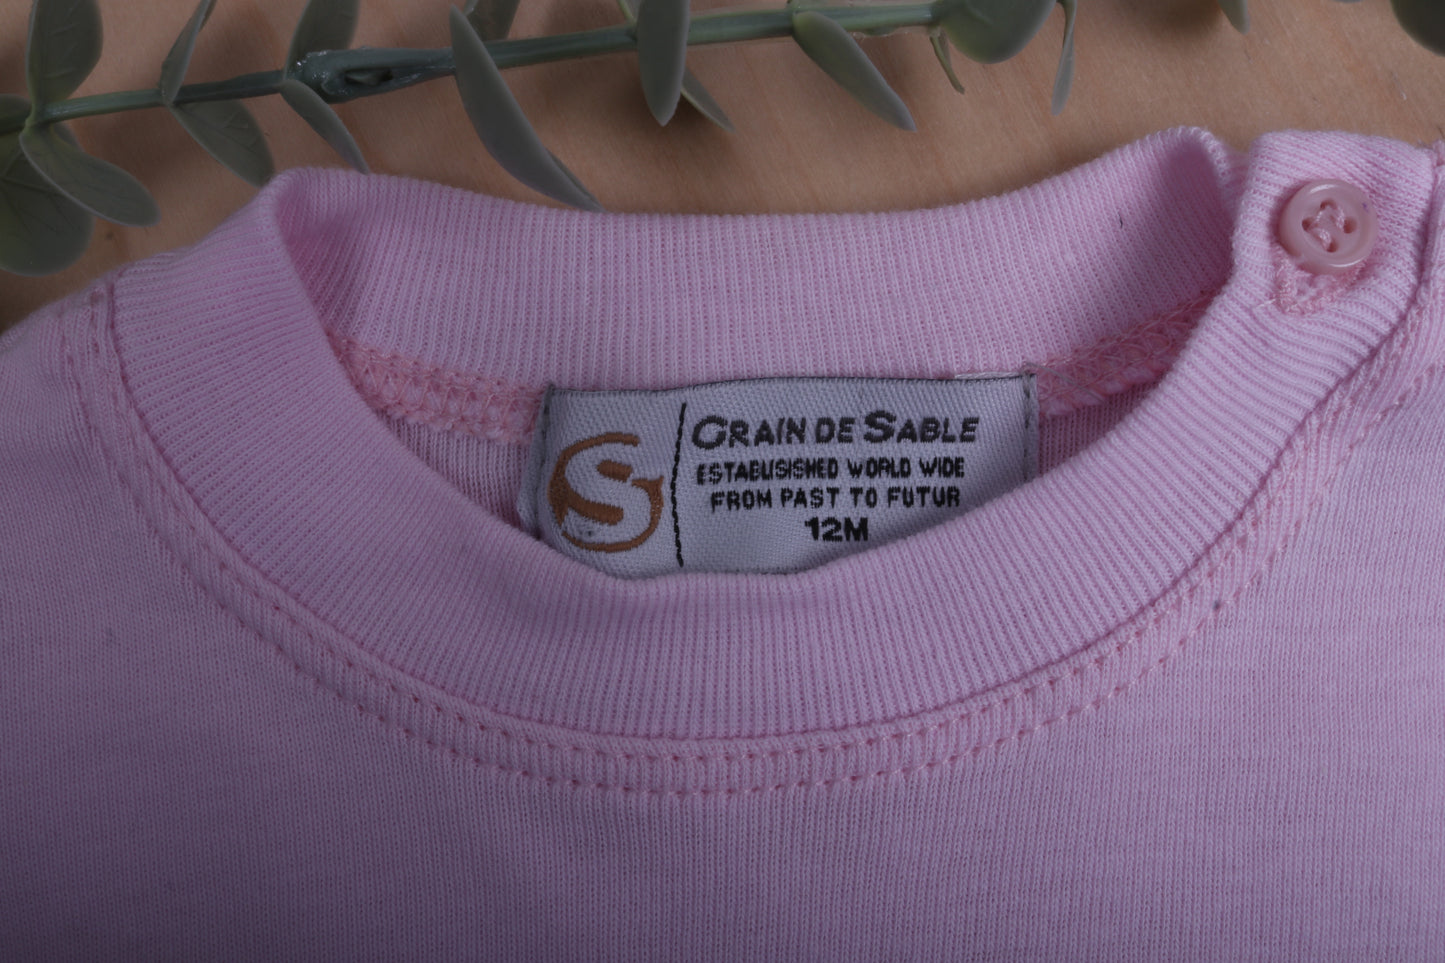 GRAIN DE SABLE
ESTABLISISHED WORLD WIDE
FROM PAST TO FUTUR
12M
S